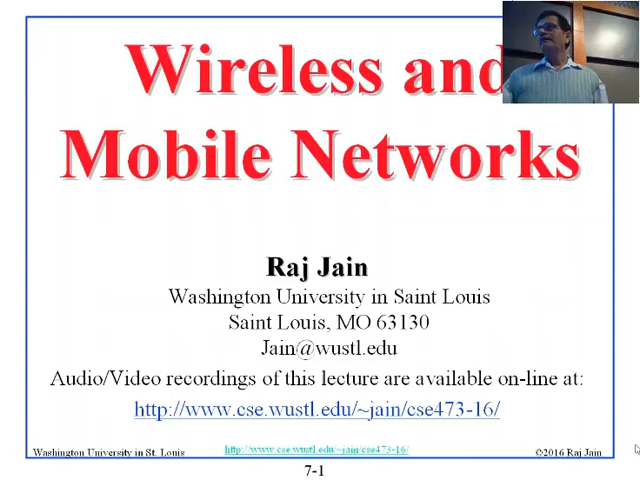 Wireless and
Mobile Networks
Raj Jain
Washington University in Saint Louis
Saint Louis, MO 63130
Jain@wustl.edu
Audio/Video recordings of this lecture are available on-line at:
http://www.cse.wustl.edu/~jain/cse473-16/
Washington University in St. Louis
http://www.cse.wustl.edu/~jain/cse473-16/
©2016 Raj Jain
7-1